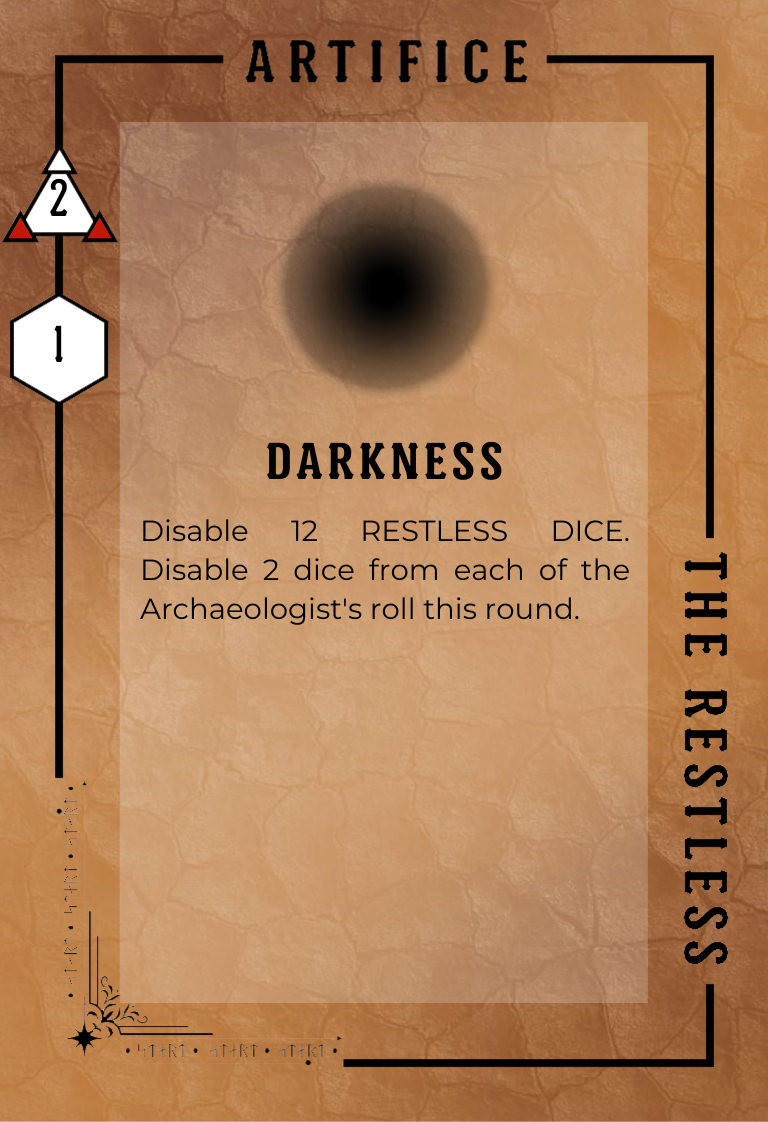 ARTIFICE
2
1
DARKNESS
Disable 12 RESTLESS DICE.
Disable 2 dice from each of the
Archaeologist's roll this round.
THE RESTLESS